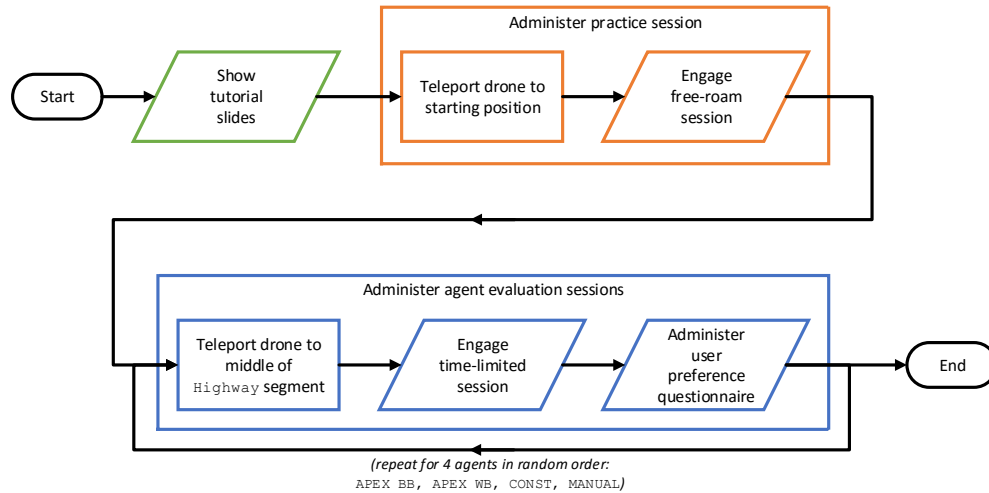 Administer practice session
Start
Show
tutorial
slides
Teleport drone to
starting position
Engage
free-roam
session
Administer agent evaluation sessions
Teleport drone to
middle of
Highway segment
Engage
time-limited
session
Administer
user
preference
questionnaire
End
(repeat for 4 agents in random order:
APEX BB, APEX WB, CONST, MANUAL)